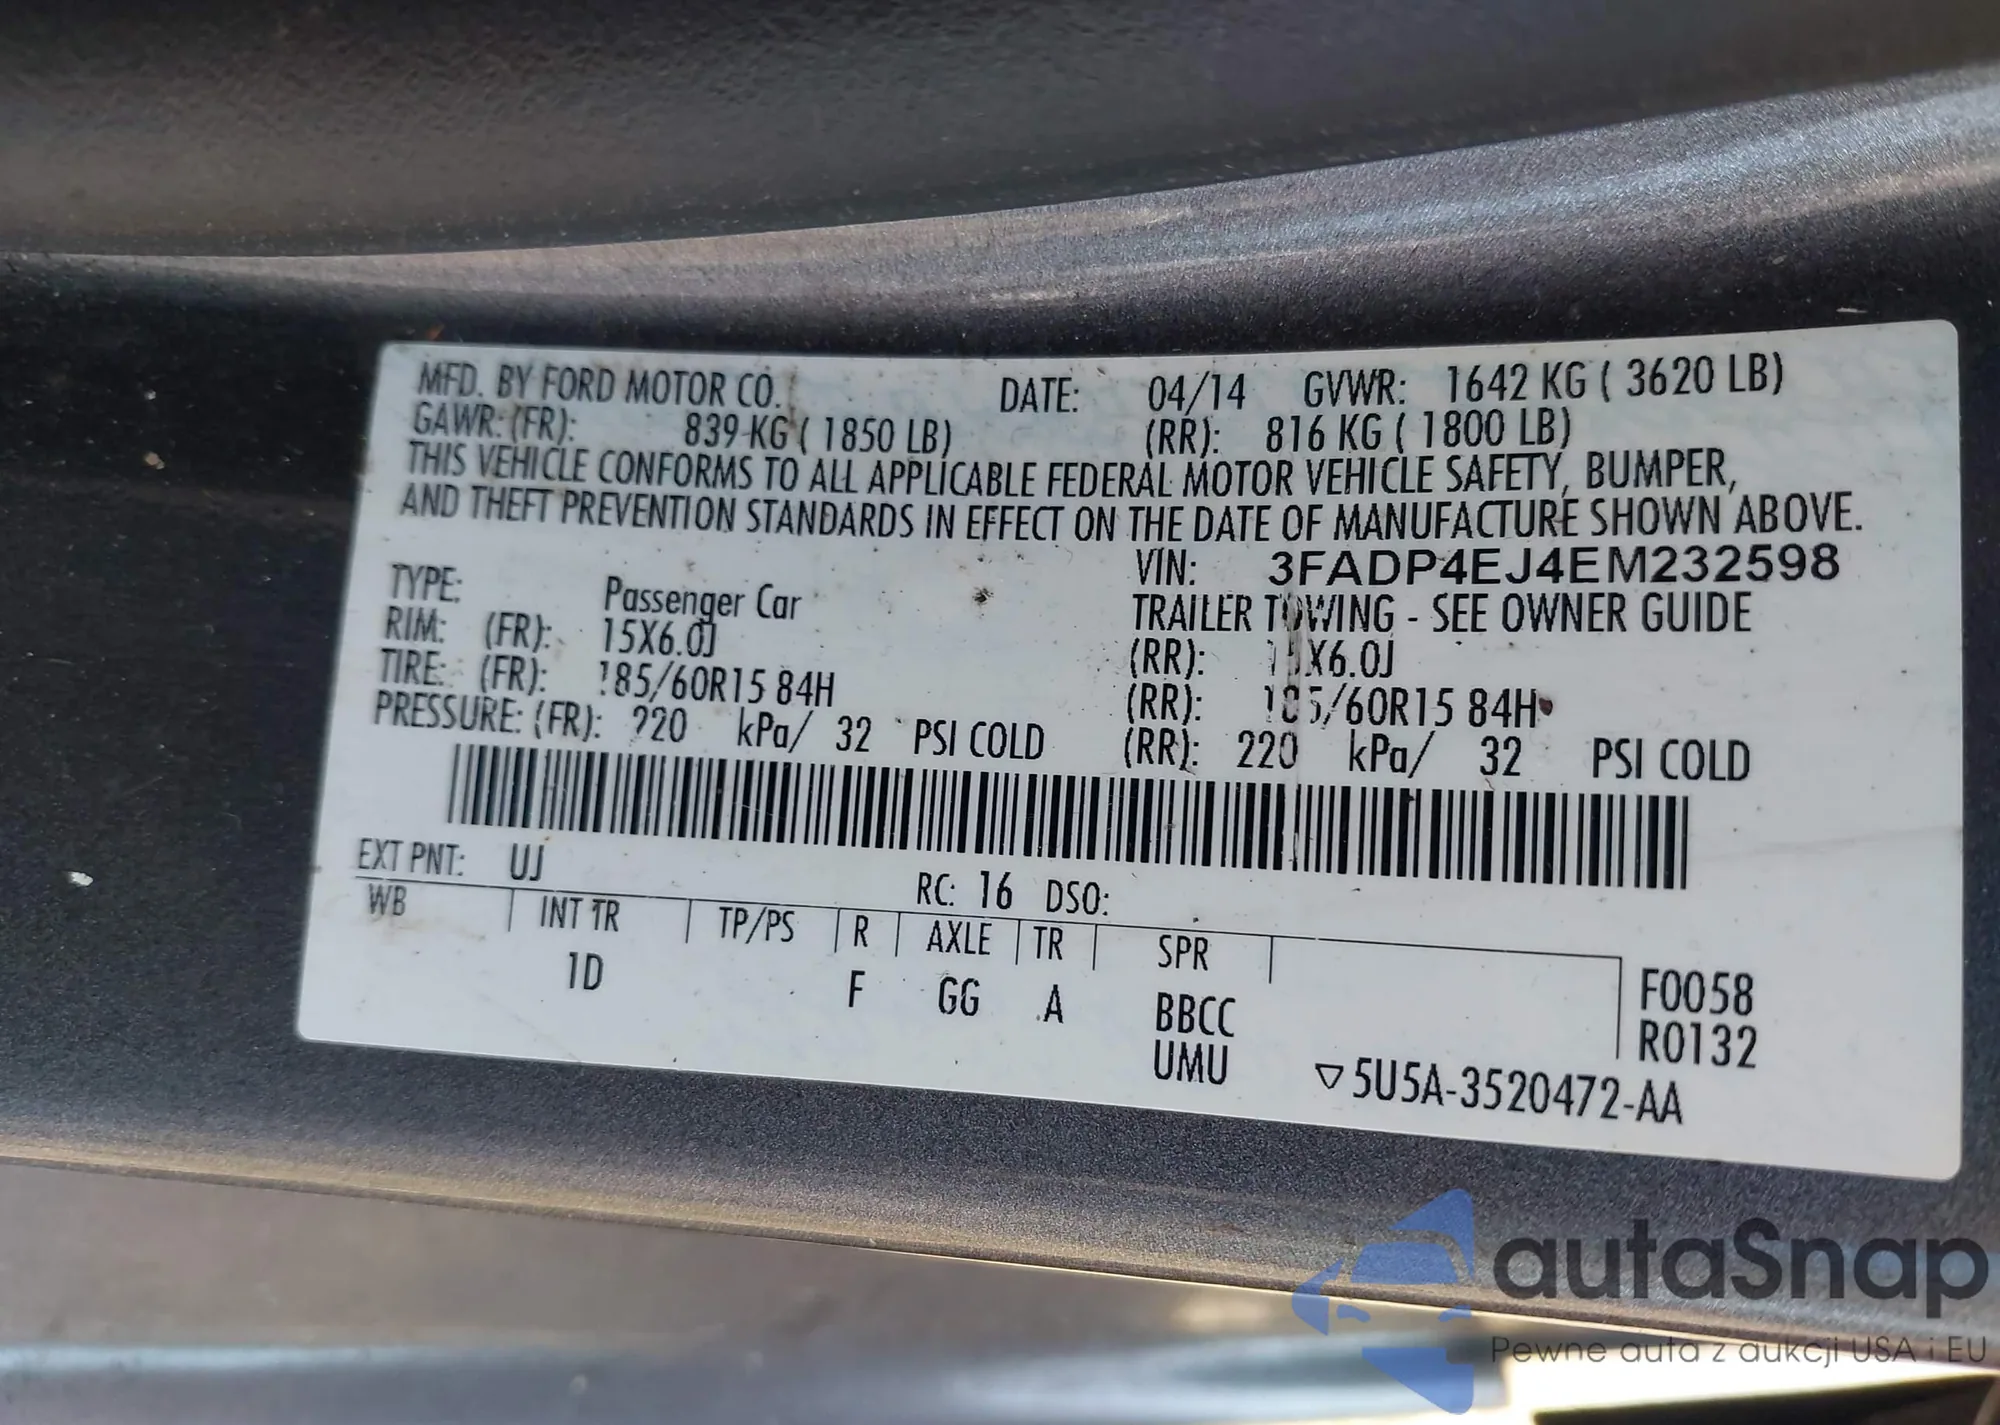 MFD. BY FORD MOTOR CO. DATE: 04/14 GVWR: 1642 KG ( 3620 LB)
GAWR: (FR): 839 KG ( 1850 LB) (RR): 816 KG ( 1800 LB)
THIS VEHICLE CONFORMS TO ALL APPLICABLE FEDERAL MOTOR VEHICLE SAFETY, BUMPER,
AND THEFT PREVENTION STANDARDS IN EFFECT ON THE DATE OF MANUFACTURE SHOWN ABOVE.
VIN: 3FADP4EJ4EM232598
TYPE: Passenger Car TRAILER TOWING - SEE OWNER GUIDE
RIM: (FR): 15X6.0J (RR): 15X6.0J
TIRE: (FR): 185/60R15 84H (RR): 185/60R15 84H
PRESSURE: (FR): 220 kPa/ 32 PSI COLD (RR): 220 kPa/ 32 PSI COLD
EXT PNT: UJ RC: 16 DSO:
WB INT TR TP/PS R AXLE TR SPR
1D F GG A BBCC F0058
UMU R0132
▽5U5A-3520472-AA
autaSnap
Pewne auta z aukcji USA i EU